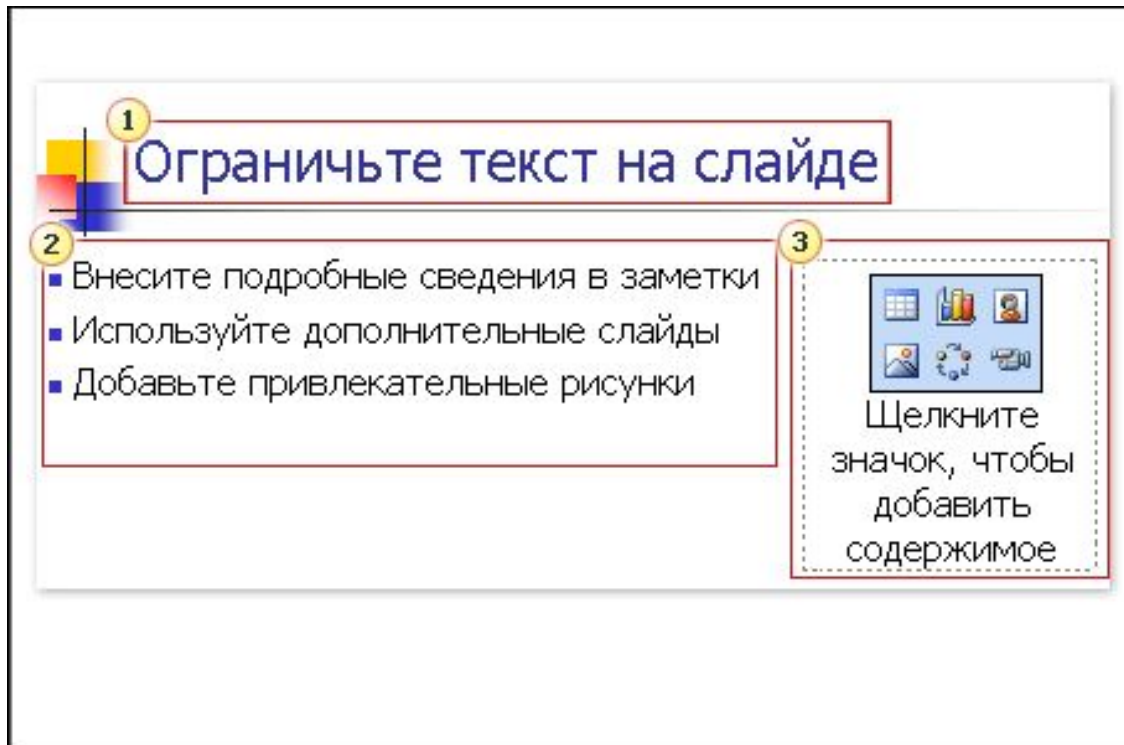 1
Ограничьте текст на слайде
2
Внесите подробные сведения в заметки
Используйте дополнительные слайды
Добавьте привлекательные рисунки
3
Щелкните
значок, чтобы
добавить
содержимое